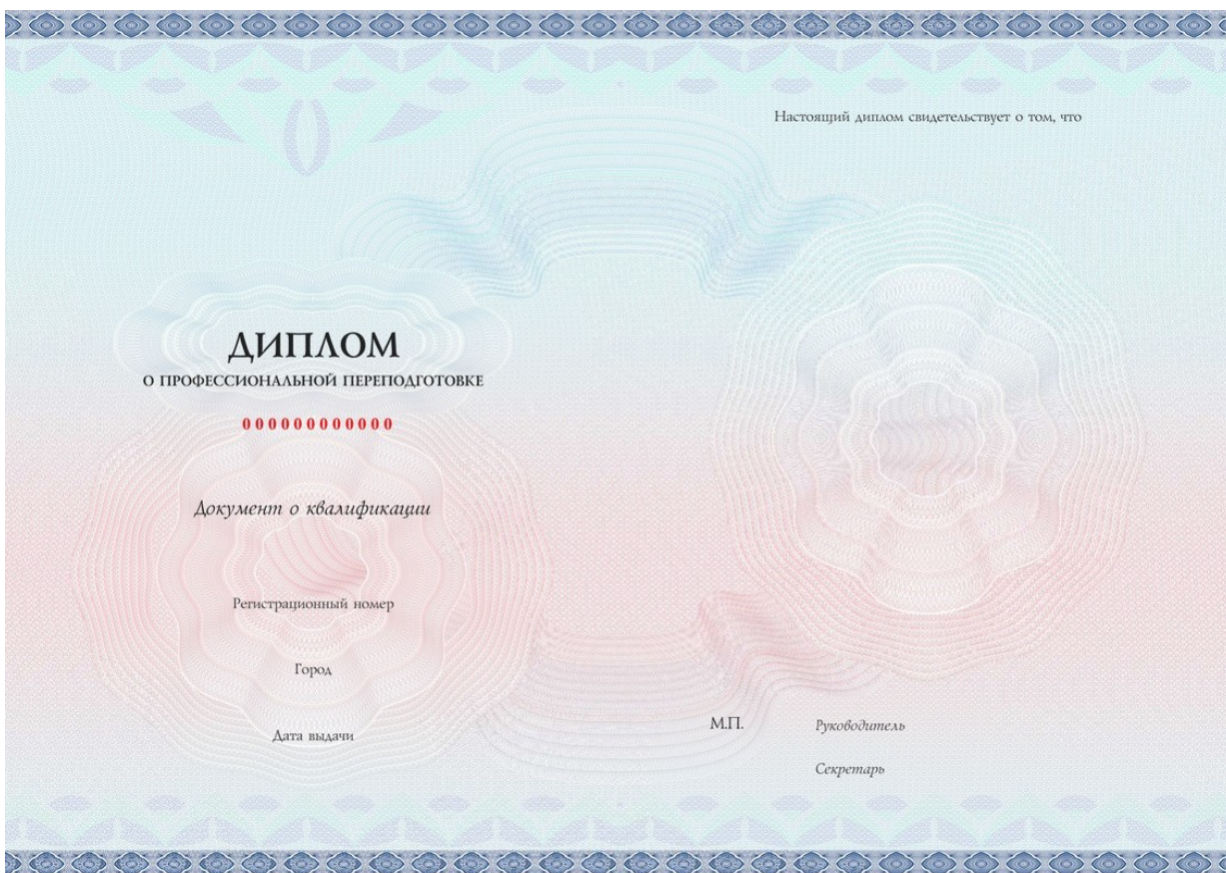 Настоящий диплом свидетельствует о том, что
ДИПЛОМ
О ПРОФЕССИОНАЛЬНОЙ ПЕРЕПОДГОТОВКЕ
000000000000
Документ о квалификации
Регистрационный номер
Город
Дата выдачи
М.П.
Руководитель
Секретарь